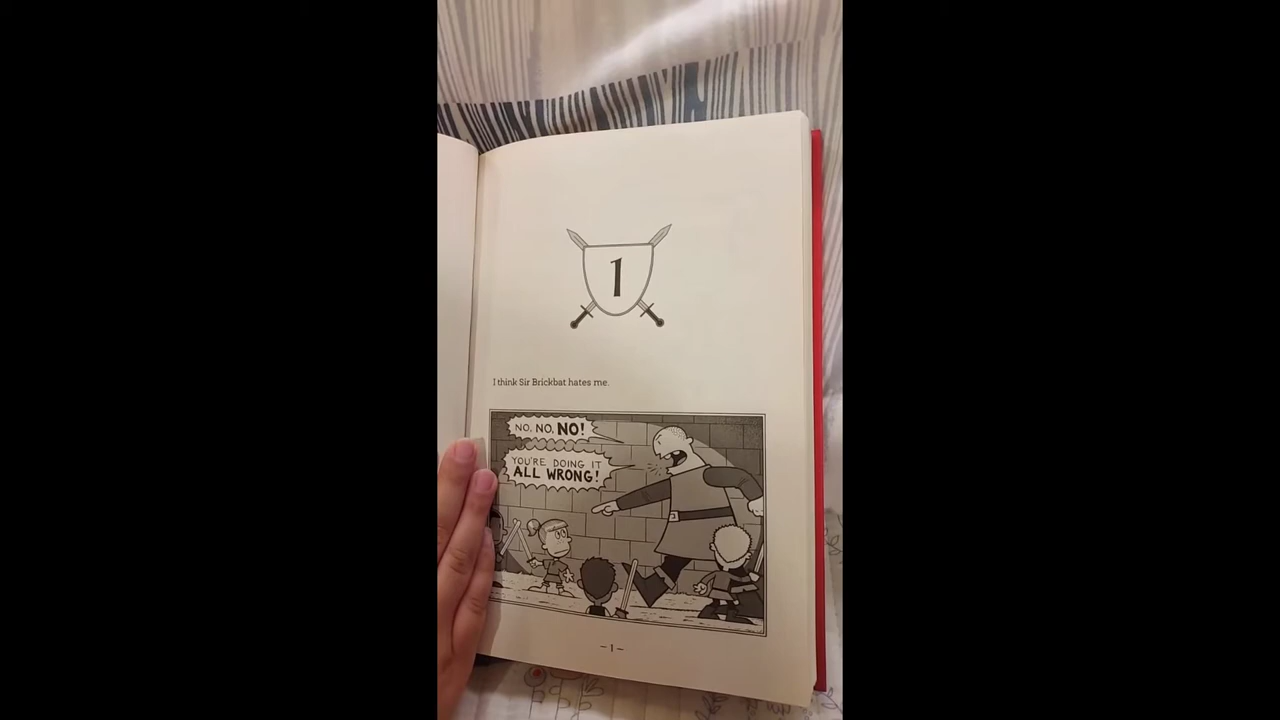 1
I think Sir Brickbat hates me.
NO, NO, NO!
YOU'RE DOING IT
ALL WRONG!
– 1 –